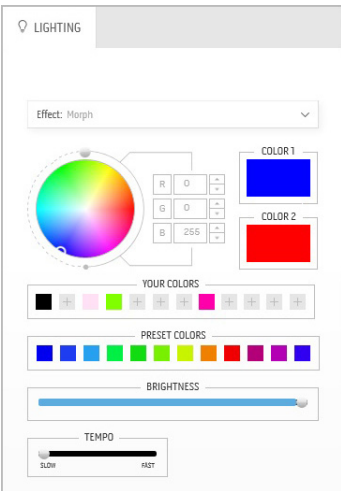 LIGHTING
Effect: Morph
COLOR 1
R 0
G 0
B 255
COLOR 2
YOUR COLORS
PRESET COLORS
BRIGHTNESS
TEMPO
SLOW FAST